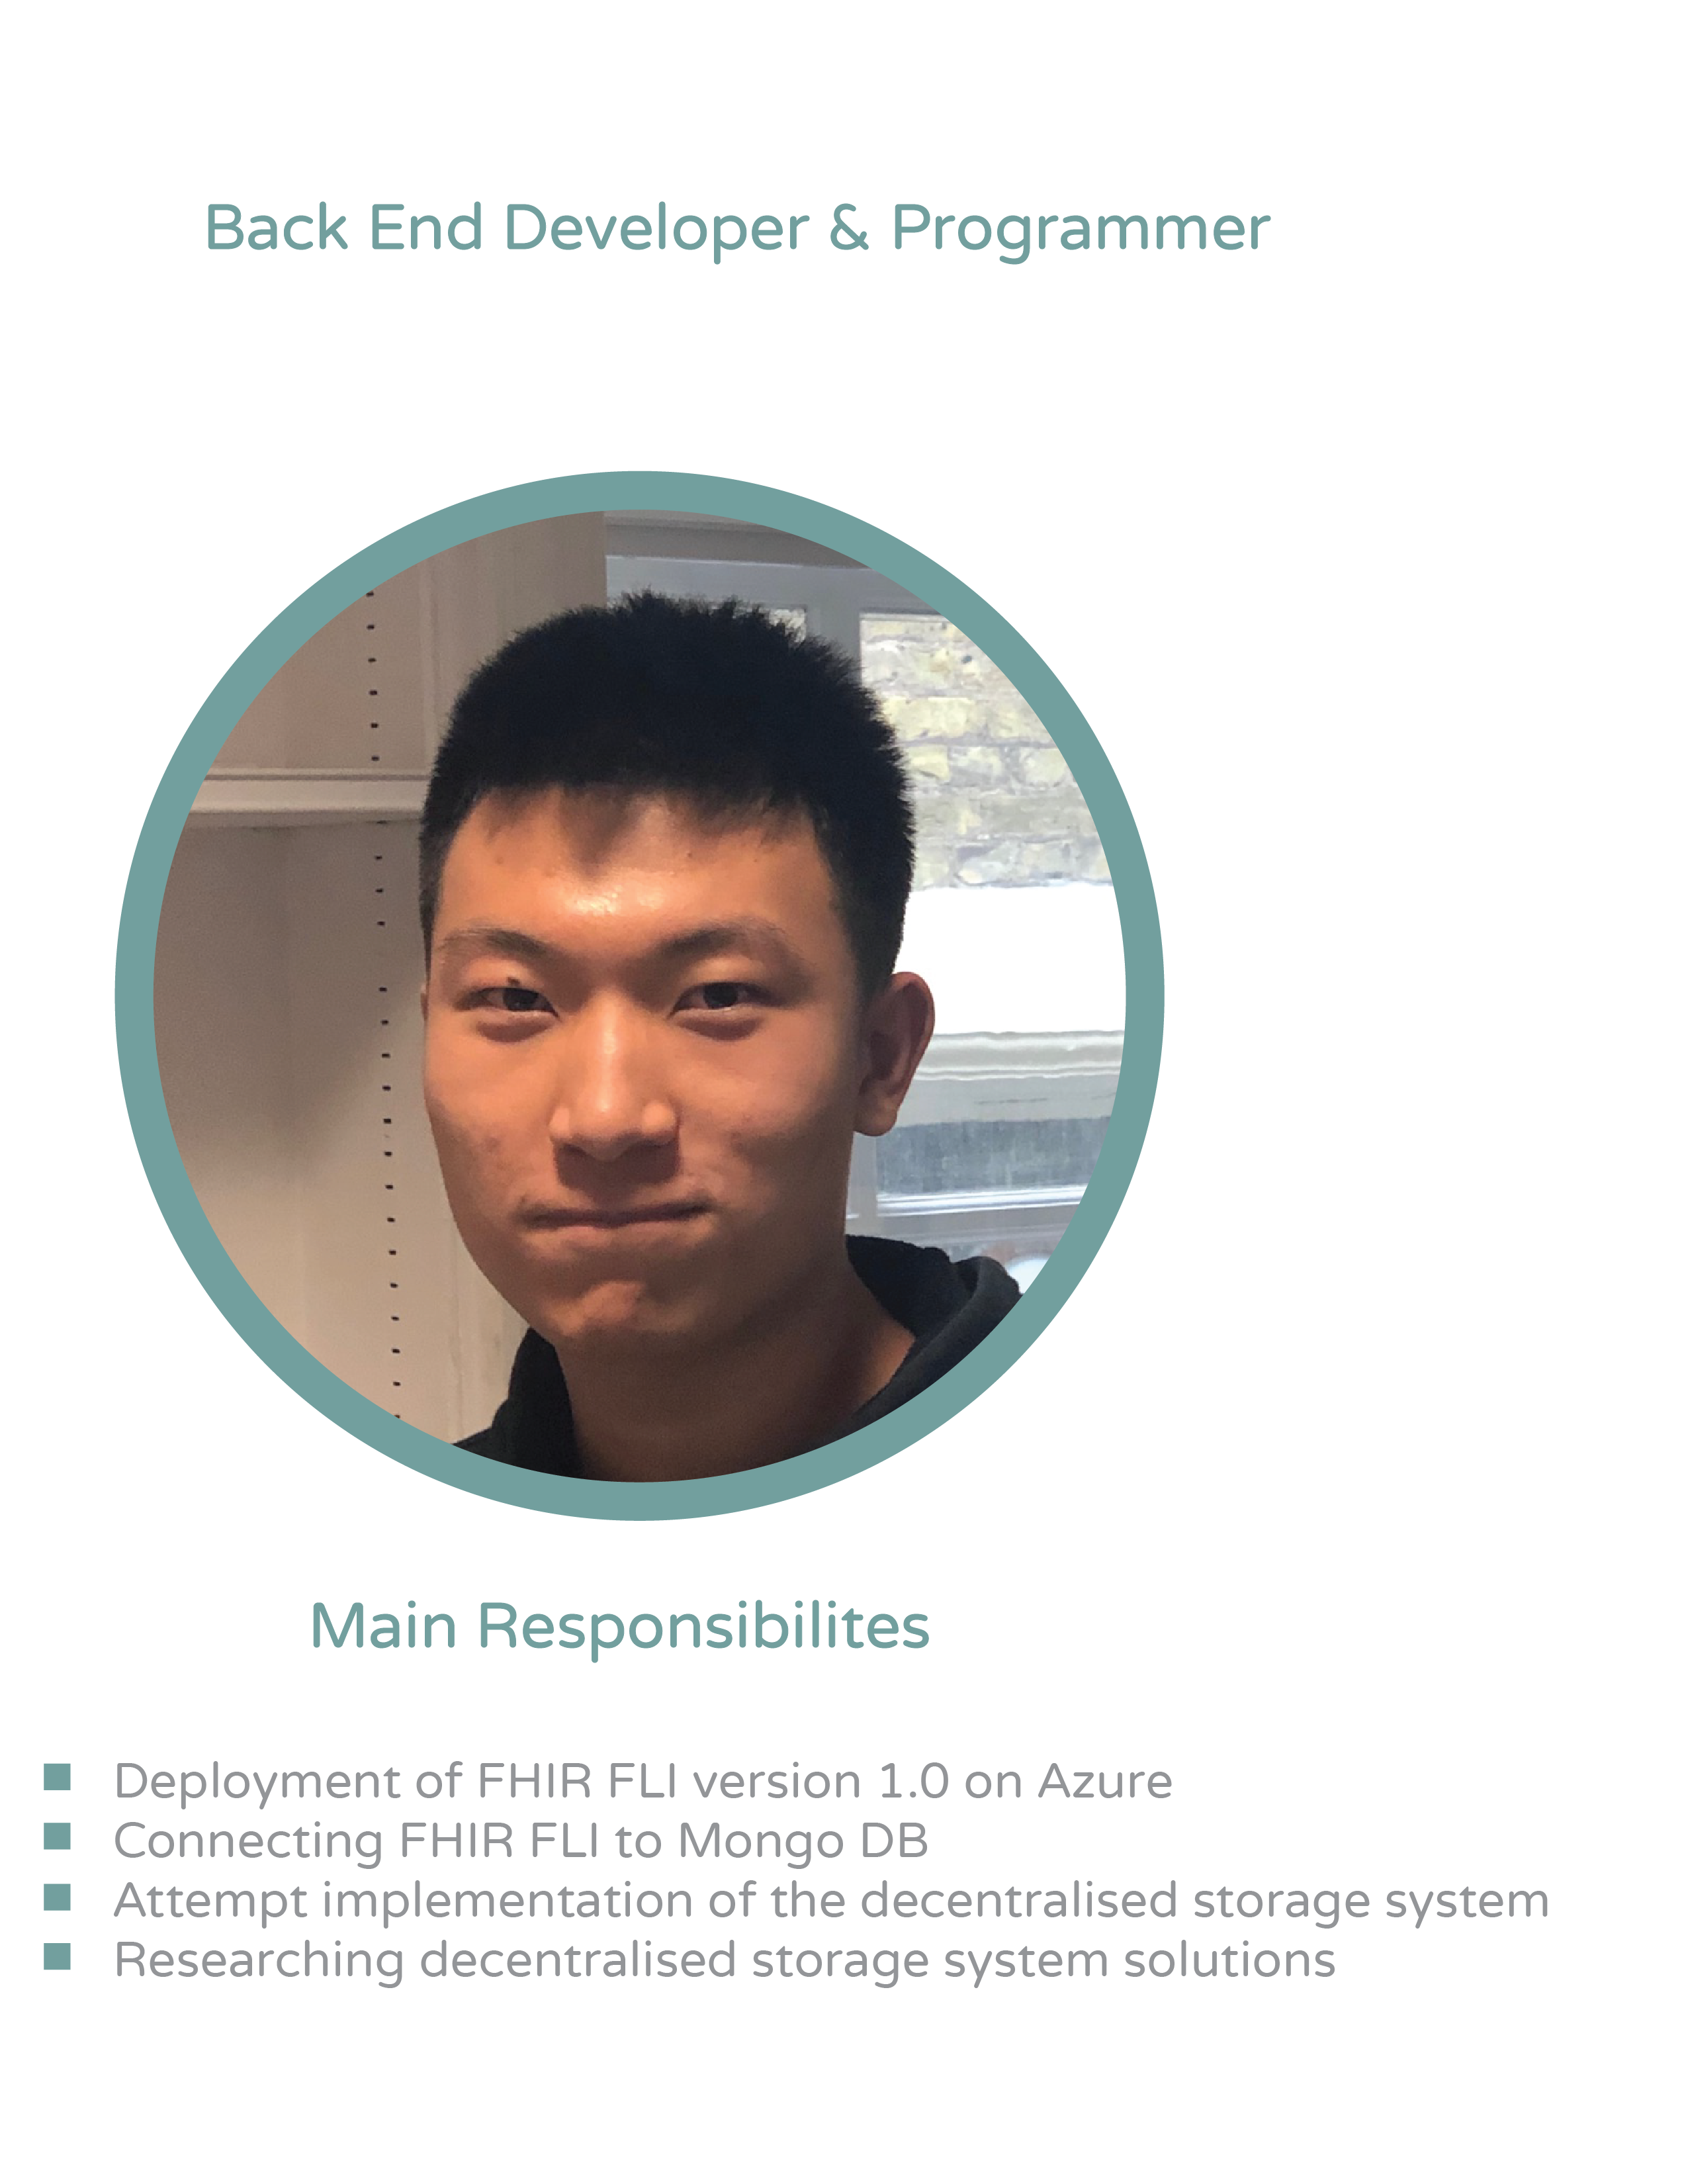 Back End Developer & Programmer
Main Responsibilites
Deployment of FHIR FLI version 1.0 on Azure
Connecting FHIR FLI to Mongo DB
Attempt implementation of the decentralised storage system
Researching decentralised storage system solutions